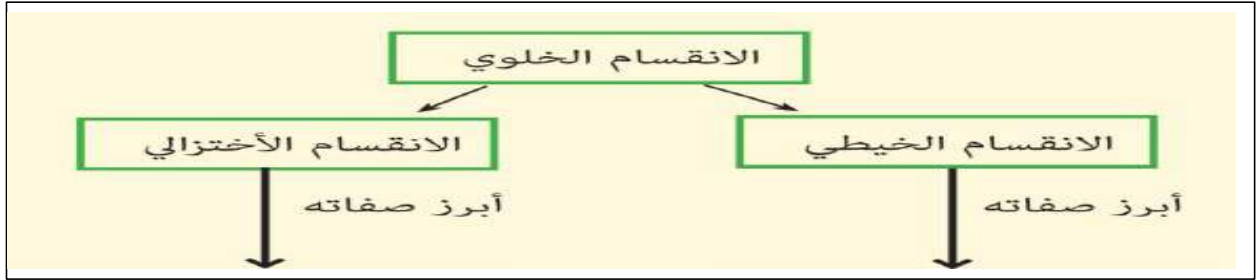 الانقسام الخلوي
الانقسام الخيطي
الانقسام الأختزالي
أبرز صفاته
أبرز صفاته